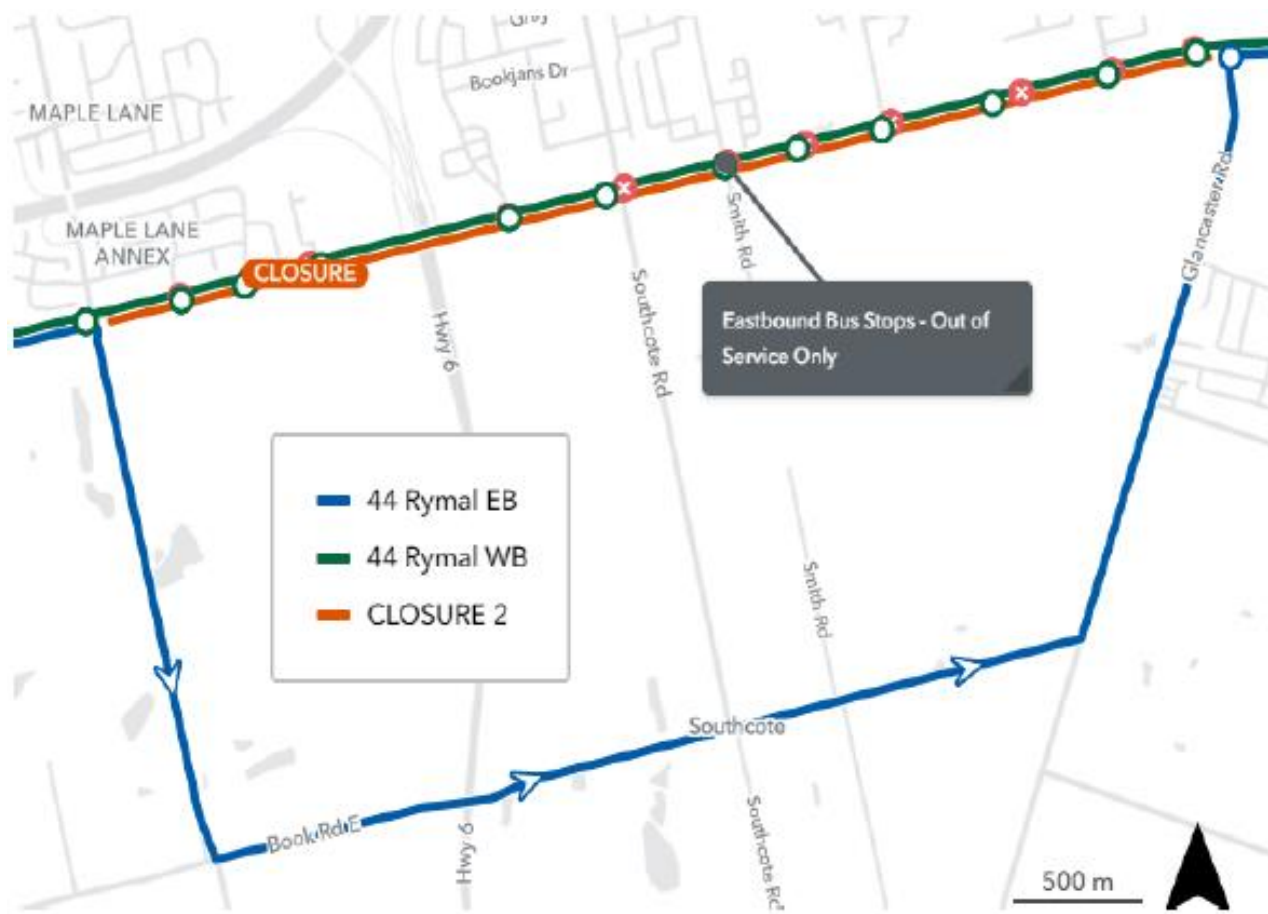 Bookjans Dr
MAPLE LANE
MAPLE LANE
ANNEX
CLOSURE
Smith Rd
Glancaster Rd
Southcote Rd
Hwy 6
Eastbound Bus Stops - Out of
Service Only
44 Rymal EB
44 Rymal WB
CLOSURE 2
Smith Rd
Southcote
Book Rd E
Hwy 6
Southcote Rd
500 m